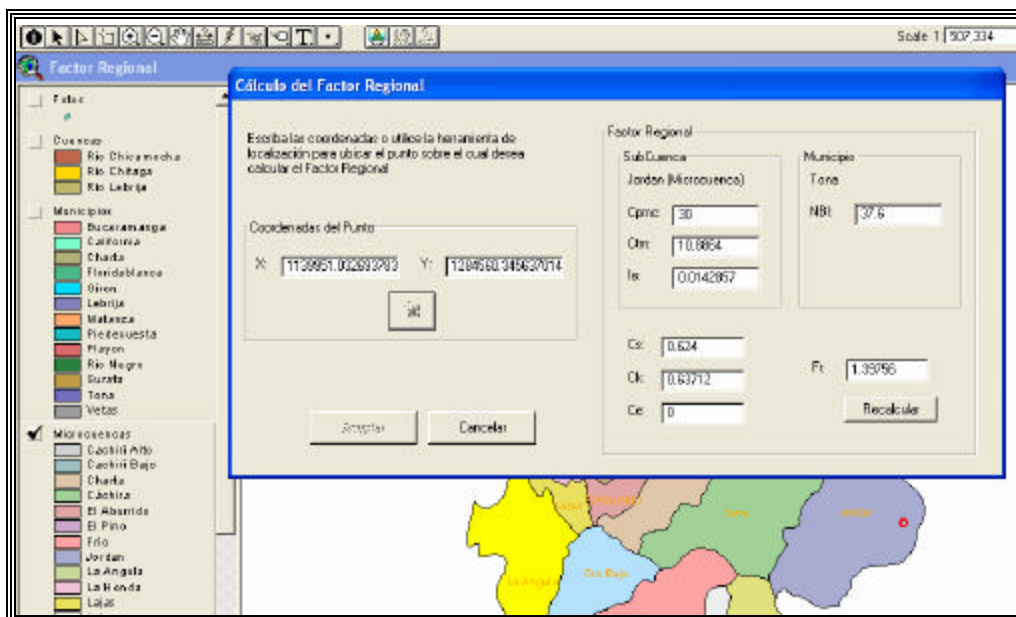 Scale 1: 507,334
Factor Regional
Cuencas
Rio Chicamocha
Rio Chitaga
Rio Lebrija
Municipios
Bucaramanga
California
Charta
Floridablanca
Giron
Lebrija
Matanza
Piedecuesta
Playon
Rio Negro
Surata
Tona
Vetas
Microcuencas
Cachiri Alto
Cachiri Bajo
Charta
Cáchira
El Aburrido
El Pino
Frio
Jordan
La Angula
La Honda
Lajas
Cálculo del Factor Regional
Escriba las coordenadas o utilice la herramienta de
localización para ubicar el punto sobre el cual desea
calcular el Factor Regional
Coordenadas del Punto
X:
Y:
Aceptar
Cancelar
Factor Regional
SubCuenca
Jordan (Microcuenca)
Cpmc: 30
Ctm: 10.8864
Is: 0.0142857
Municipio
Tona
NBI: 37.6
Cs: 0.624
Ck: 0.63712
Ce: 0
Fr: 1.39756
Recalcular
La Angula
Oro Bajo